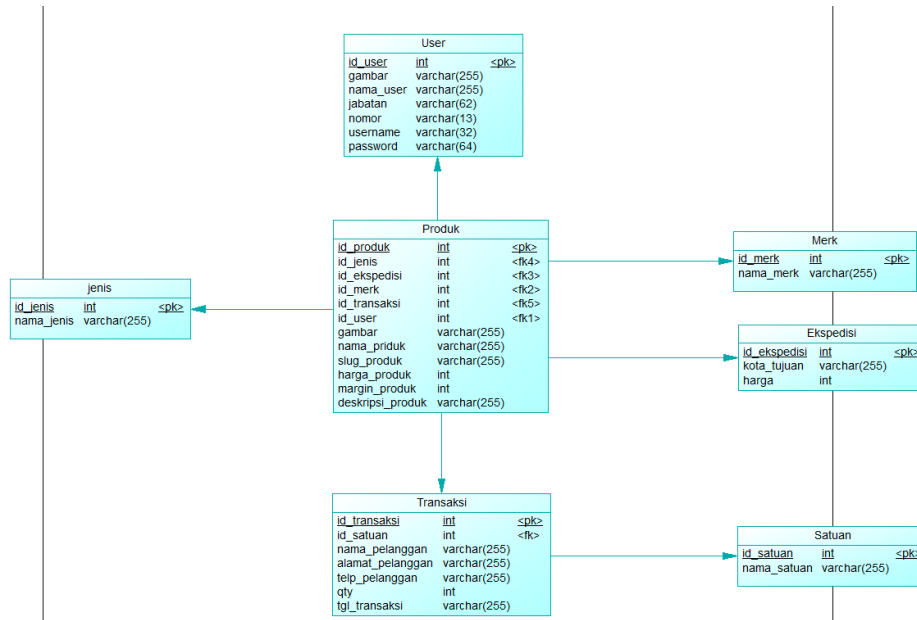 User
id_user int <pk>
gambar varchar(255)
nama_user varchar(255)
jabatan varchar(62)
nomor varchar(13)
username varchar(32)
password varchar(64)
Produk
id_produk int <pk>
id_jenis int <fk4>
id_ekspedisi int <fk3>
id_merk int <fk2>
id_transaksi int <fk5>
id_user int <fk1>
gambar varchar(255)
nama_priduk varchar(255)
slug_produk varchar(255)
harga_produk int
margin_produk int
deskripsi_produk varchar(255)
Merk
id_merk int <pk>
nama_merk varchar(255)
jenis
id_jenis int <pk>
nama_jenis varchar(255)
Ekspedisi
id_ekspedisi int <pk>
kota_tujuan varchar(255)
harga int
Transaksi
id_transaksi int <pk>
id_satuan int <fk>
nama_pelanggan varchar(255)
alamat_pelanggan varchar(255)
telp_pelanggan varchar(255)
qty int
tgl_transaksi varchar(255)
Satuan
id_satuan int <pk>
nama_satuan varchar(255)